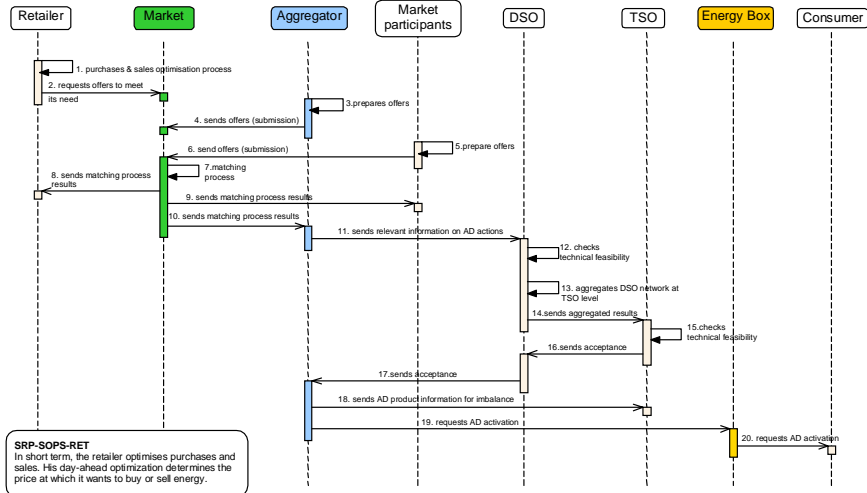 Retailer
Market
Aggregator
Market
participants
DSO
TSO
Energy Box
Consumer
1. purchases & sales optimisation process
2. requests offers to meet
its need
3.prepares offers
4. sends offers (submission)
5.prepare offers
6. send offers (submission)
7.matching
process
8. sends matching process
results
9. sends matching process results
10. sends matching process results
11. sends relevant information on AD actions
12. checks
technical feasibility
13. aggregates DSO network at
TSO level
14.sends aggregated results
15.checks
technical feasibility
16.sends acceptance
17.sends acceptance
18. sends AD product information for imbalance
19. requests AD activation
20. requests AD activation
SRP-SOPS-RET
In short term, the retailer optimises purchases and
sales. His day-ahead optimization determines the
price at which it wants to buy or sell energy.